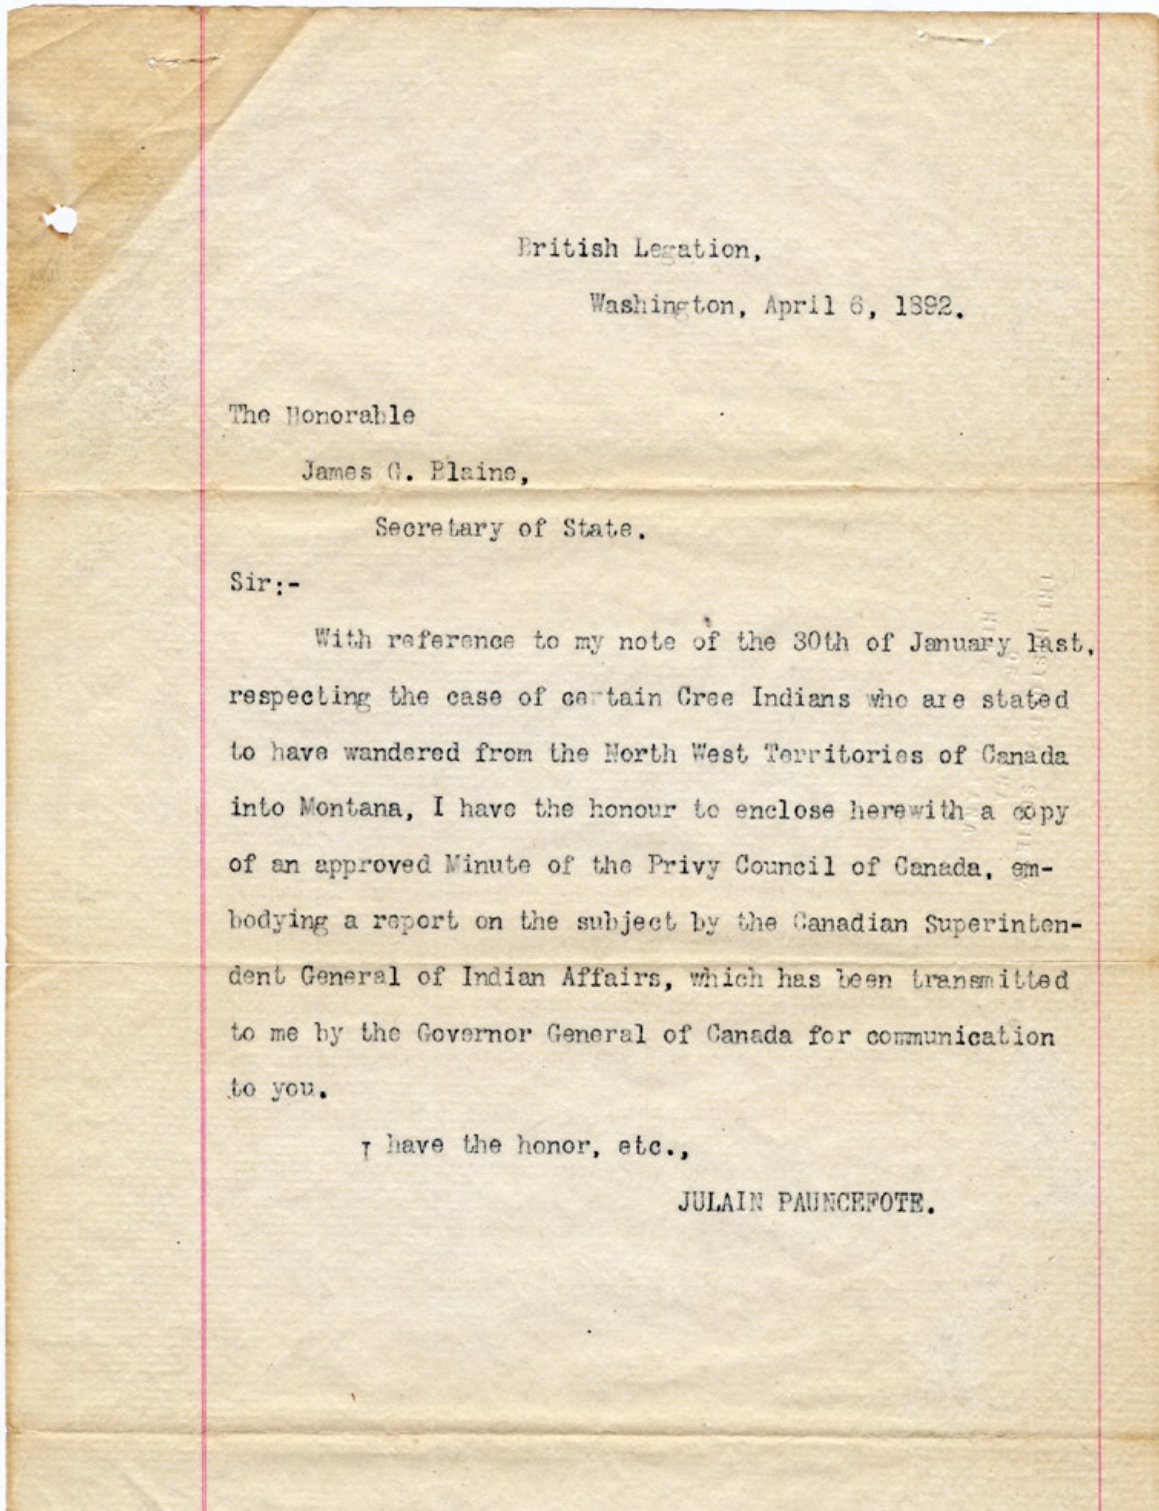 British Legation,
Washington, April 6, 1892.
The Honorable
James G. Blaine,
Secretary of State.
Sir:-
With reference to my note of the 30th of January last,
respecting the case of certain Cree Indians who are stated
to have wandered from the North West Territories of Canada
into Montana, I have the honour to enclose herewith a copy
of an approved Minute of the Privy Council of Canada, em-
bodying a report on the subject by the Canadian Superinten-
dent General of Indian Affairs, which has been transmitted
to me by the Governor General of Canada for communication
to you.
I have the honor, etc.,
JULAIN PAUNCEFOTE.